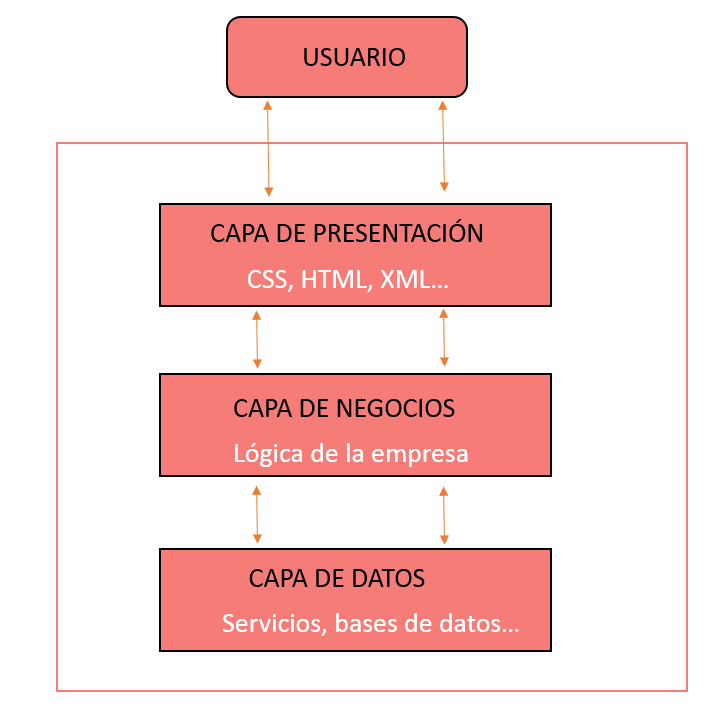 USUARIO
CAPA DE PRESENTACIÓN
CSS, HTML, XML...
CAPA DE NEGOCIOS
Lógica de la empresa
CAPA DE DATOS
Servicios, bases de datos...